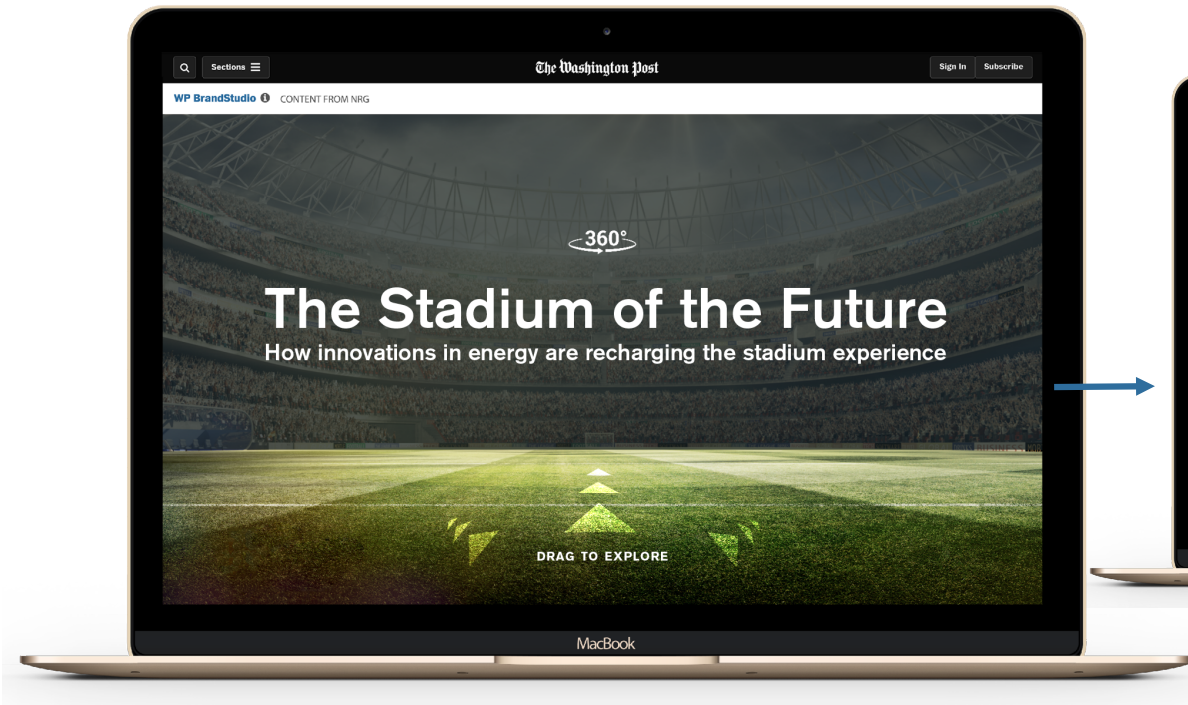 Sections
The Washington Post
Sign In
Subscribe
WP BrandStudio
CONTENT FROM NRG
360°
The Stadium of the Future
How innovations in energy are recharging the stadium experience
DRAG TO EXPLORE
MacBook